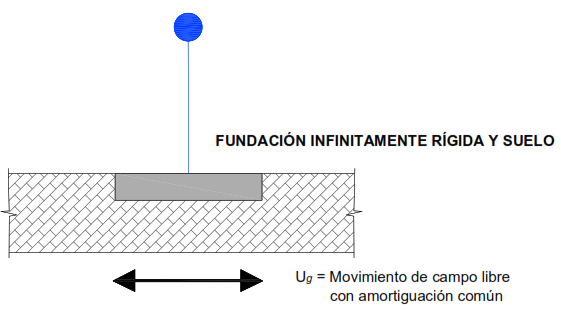 FUNDACIÓN INFINITAMENTE RÍGIDA Y SUELO
Ug = Movimiento de campo libre
con amortiguación común